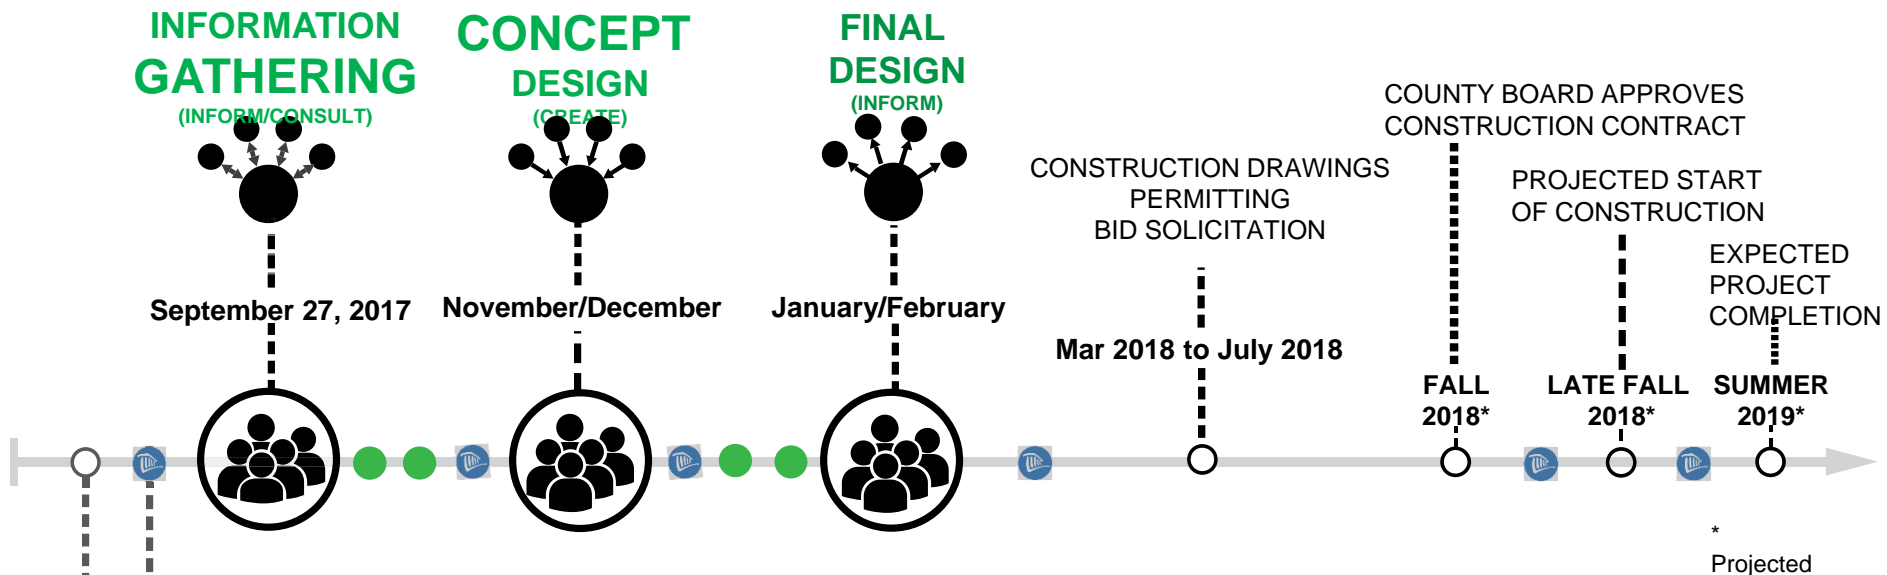 INFORMATION
GATHERING
(INFORM/CONSULT)
September 27, 2017
CONCEPT
DESIGN
(CREATE)
November/December
FINAL
DESIGN
(INFORM)
January/February
CONSTRUCTION DRAWINGS
PERMITTING
BID SOLICITATION
Mar 2018 to July 2018
COUNTY BOARD APPROVES
CONSTRUCTION CONTRACT
FALL
2018*
PROJECTED START
OF CONSTRUCTION
LATE FALL
2018*
EXPECTED
PROJECT
COMPLETION
SUMMER
2019*
*
Projected